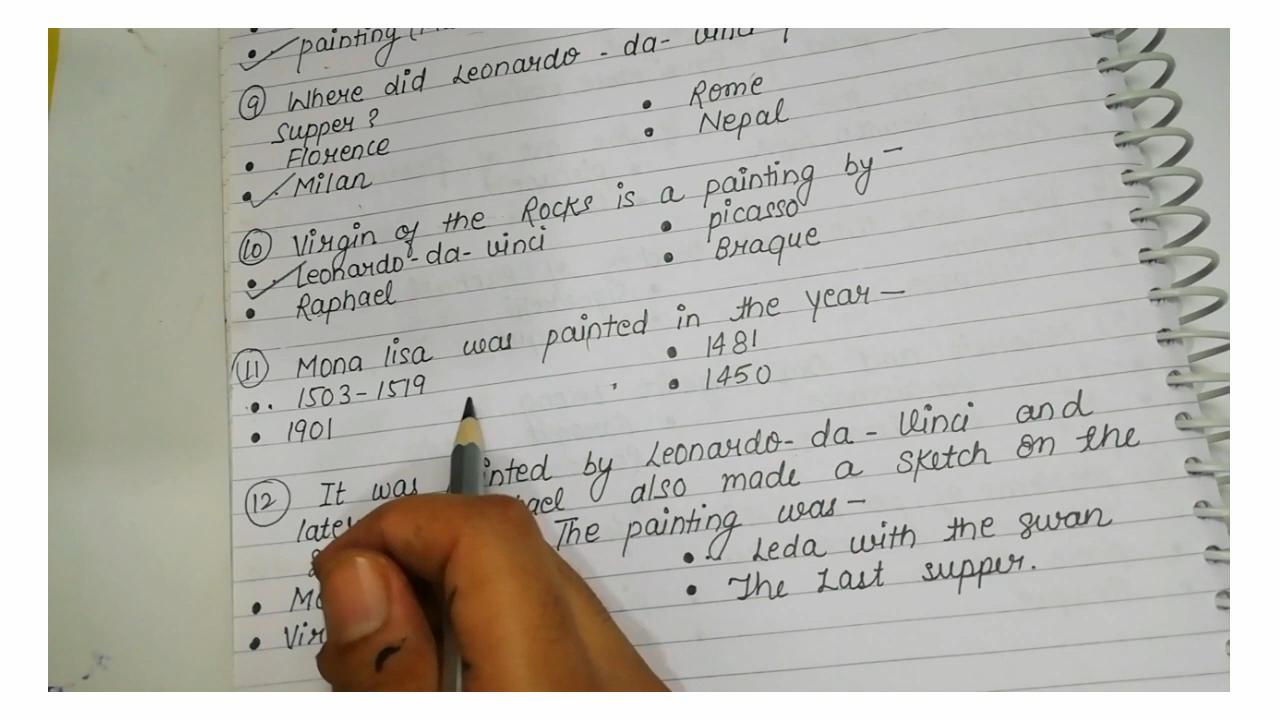 painting
⑨ Where did Leonardo-da-Vinci
Supper?
• Florence • Rome
• ✓ Milan • Nepal
⑩ Virgin of the Rocks is a painting by-
• ✓ Leonardo-da-Vinci • picasso
• Raphael • Braque
⑪ Mona lisa was painted in the year-
• . 1503-1519 • 1481
• 1901 • 1450
⑫ It was by Leonardo-da-Vinci and
also made a sketch on the
The painting was-
• Leda with the swan
• The Last supper.